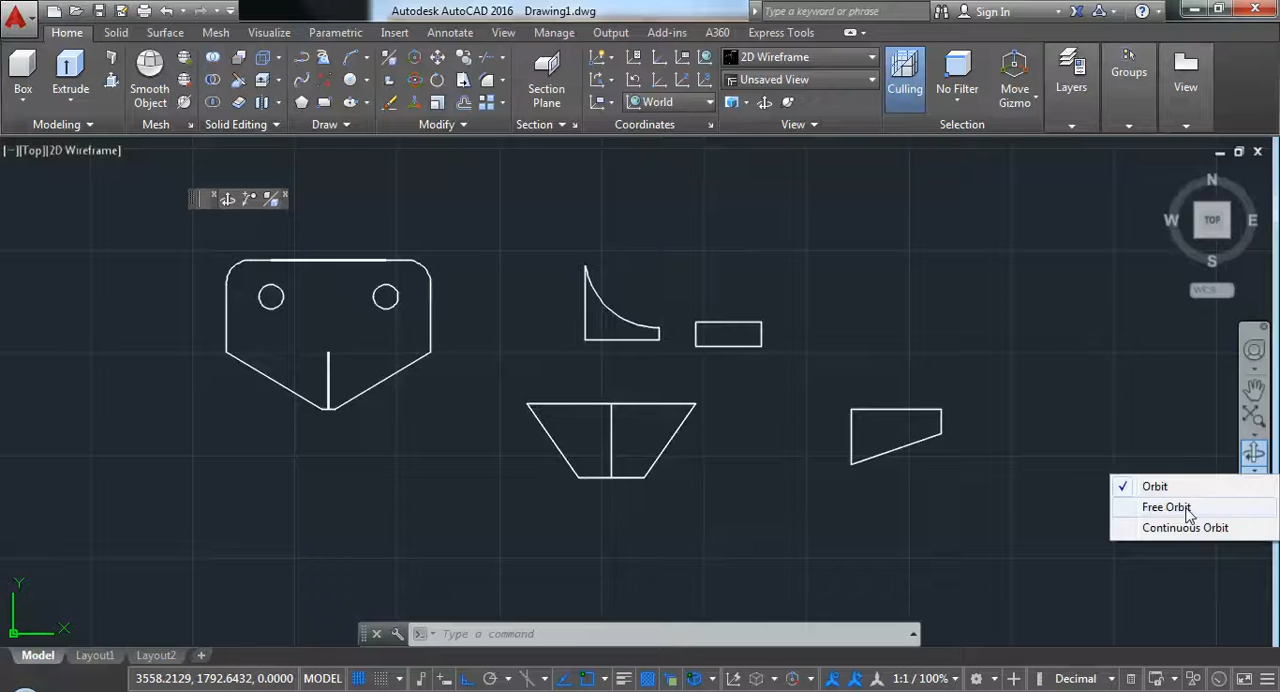 Autodesk AutoCAD 2016 Drawing1.dwg
Type a keyword or phrase
Sign In
Home Solid Surface Mesh Visualize Parametric Insert Annotate View Manage Output Add-ins A360 Express Tools
Box
Extrude
Smooth
Object
Section
Plane
2D Wireframe
Unsaved View
World
Culling
No Filter
Move
Gizmo
Layers
Groups
View
Modeling
Mesh
Solid Editing
Draw
Modify
Section
Coordinates
View
Selection
[−][Top][2D Wireframe]
N
W
TOP
E
S
WCS
Orbit
Free Orbit
Continuous Orbit
Y
X
Type a command
Model Layout1 Layout2
3558.2129, 1792.6432, 0.0000 MODEL
1:1 / 100%
Decimal